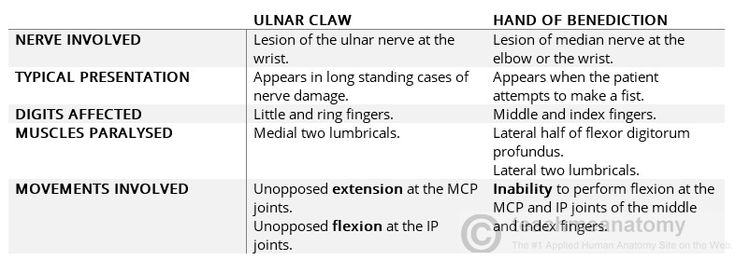 ULNAR CLAW HAND OF BENEDICTION
NERVE INVOLVED Lesion of the ulnar nerve at the Lesion of median nerve at the
wrist. elbow or the wrist.
TYPICAL PRESENTATION Appears in long standing cases of Appears when the patient
nerve damage. attempts to make a fist.
DIGITS AFFECTED Little and ring fingers. Middle and index fingers.
MUSCLES PARALYSED Medial two lumbricals. Lateral half of flexor digitorum
profundus.
Lateral two lumbricals.
MOVEMENTS INVOLVED Unopposed extension at the MCP Inability to perform flexion at the
joints. MCP and IP joints of the middle
Unopposed flexion at the IP and index fingers.
joints.
© teachmeanatomy
The #1 Applied Human Anatomy Site on the Web.